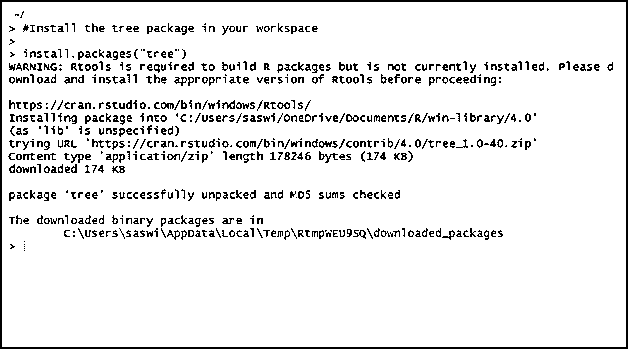 ~/
> #Install the tree package in your workspace
>
> install.packages("tree")
WARNING: Rtools is required to build R packages but is not currently installed. Please d
ownload and install the appropriate version of Rtools before proceeding:
https://cran.rstudio.com/bin/windows/Rtools/
Installing package into 'C:/Users/saswi/OneDrive/Documents/R/win-library/4.0'
(as 'lib' is unspecified)
trying URL 'https://cran.rstudio.com/bin/windows/contrib/4.0/tree_1.0-40.zip'
Content type 'application/zip' length 178246 bytes (174 KB)
downloaded 174 KB
package 'tree' successfully unpacked and MD5 sums checked
The downloaded binary packages are in
C:\Users\saswi\AppData\Local\Temp\RtmpWEU9SQ\downloaded_packages
>